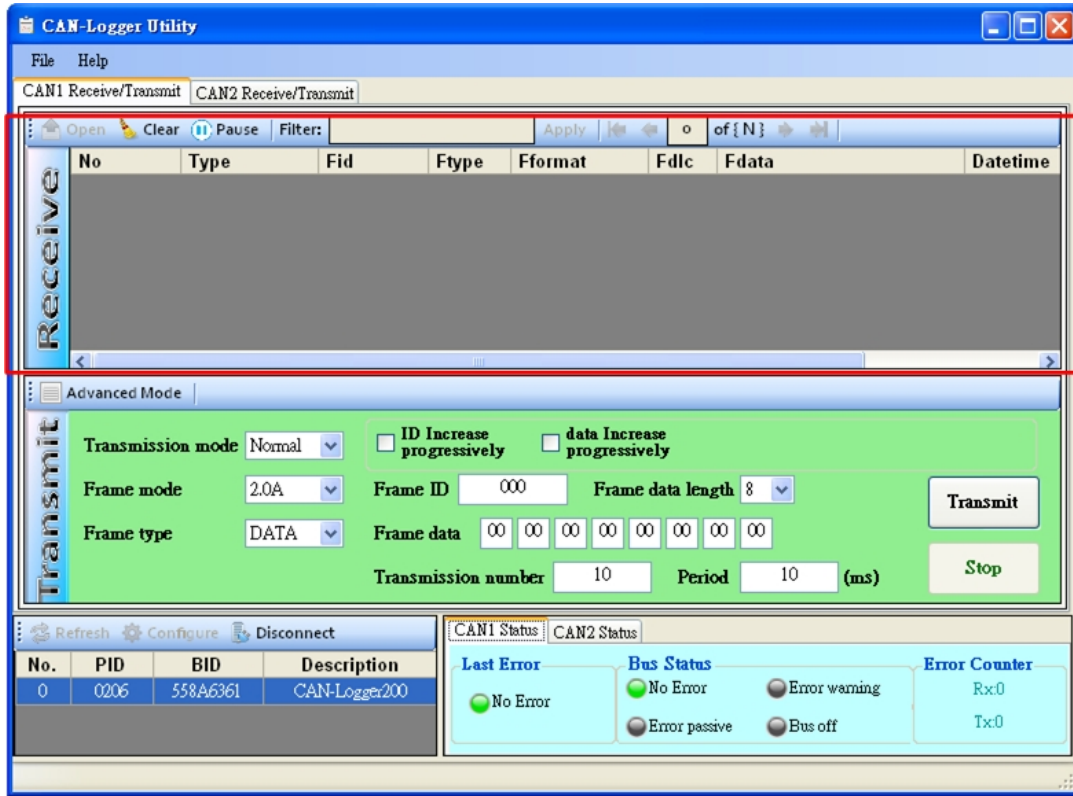 CAN-Logger Utility
File Help
CAN1 Receive/Transmit CAN2 Receive/Transmit
Open Clear Pause Filter: Apply 0 of {N}
Receive
No Type Fid Ftype Fformat Fdlc Fdata Datetime
Advanced Mode
Transmit
Transmission mode Normal ID Increase progressively data Increase progressively
Frame mode 2.0A Frame ID 000 Frame data length 8
Frame type DATA Frame data 00 00 00 00 00 00 00 00
Transmission number 10 Period 10 (ms)
Transmit
Stop
Refresh Configure Disconnect
No. PID BID Description
0 0206 558A6361 CAN-Logger200
CAN1 Status CAN2 Status
Last Error
No Error
Bus Status
No Error Error warning
Error passive Bus off
Error Counter
Rx:0
Tx:0